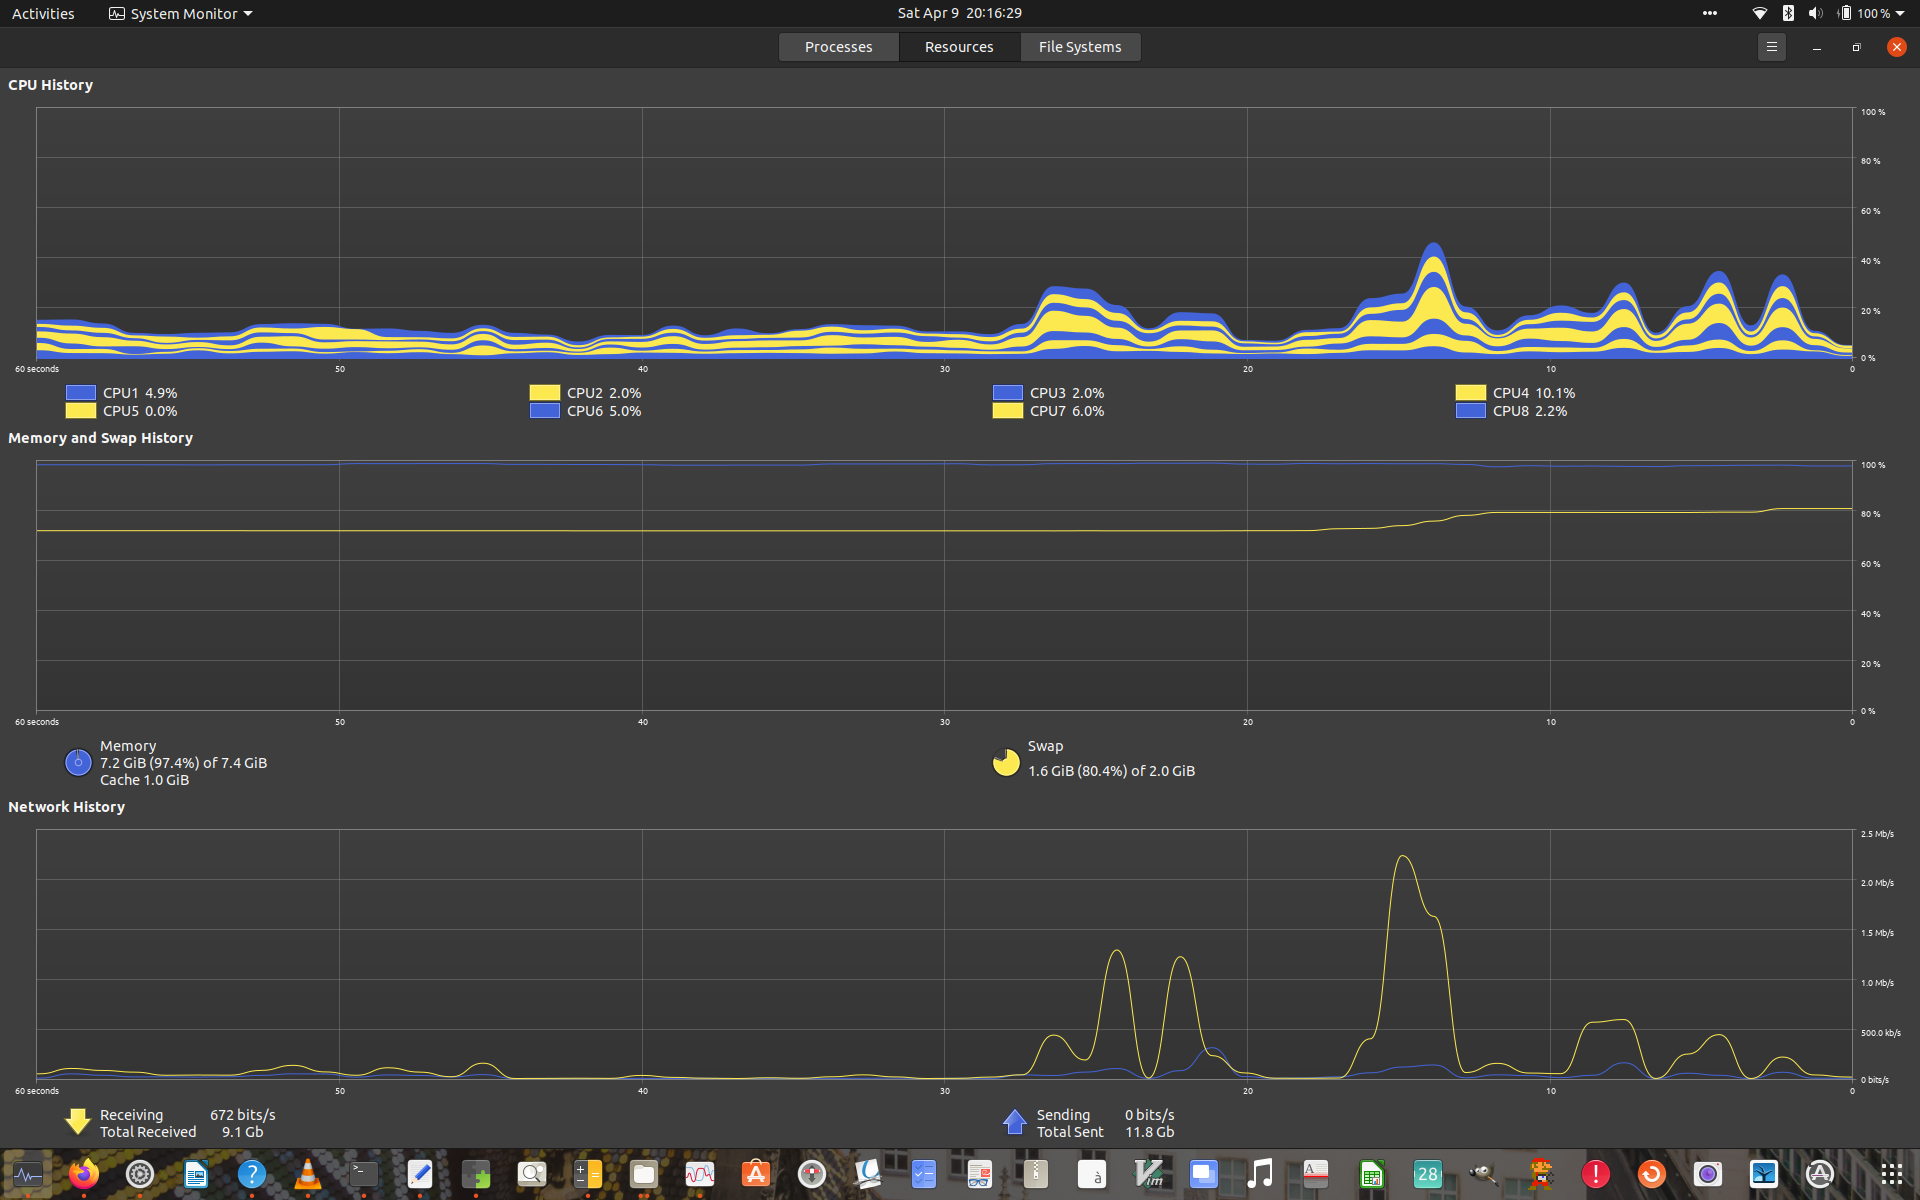 Activities System Monitor Sat Apr 9 20:16:29 100 %
Processes Resources File Systems
CPU History
100 %
80 %
60 %
40 %
20 %
0 %
60 seconds 50 40 30 20 10 0
CPU1 4.9% CPU2 2.0% CPU3 2.0% CPU4 10.1%
CPU5 0.0% CPU6 5.0% CPU7 6.0% CPU8 2.2%
Memory and Swap History
100 %
80 %
60 %
40 %
20 %
0 %
60 seconds 50 40 30 20 10 0
Memory Swap
7.2 GiB (97.4%) of 7.4 GiB 1.6 GiB (80.4%) of 2.0 GiB
Cache 1.0 GiB
Network History
2.5 Mb/s
2.0 Mb/s
1.5 Mb/s
1.0 Mb/s
500.0 kb/s
0 bits/s
60 seconds 50 40 30 20 10 0
Receiving 672 bits/s Sending 0 bits/s
Total Received 9.1 Gb Total Sent 11.8 Gb
? >_ à Vim A 28 !